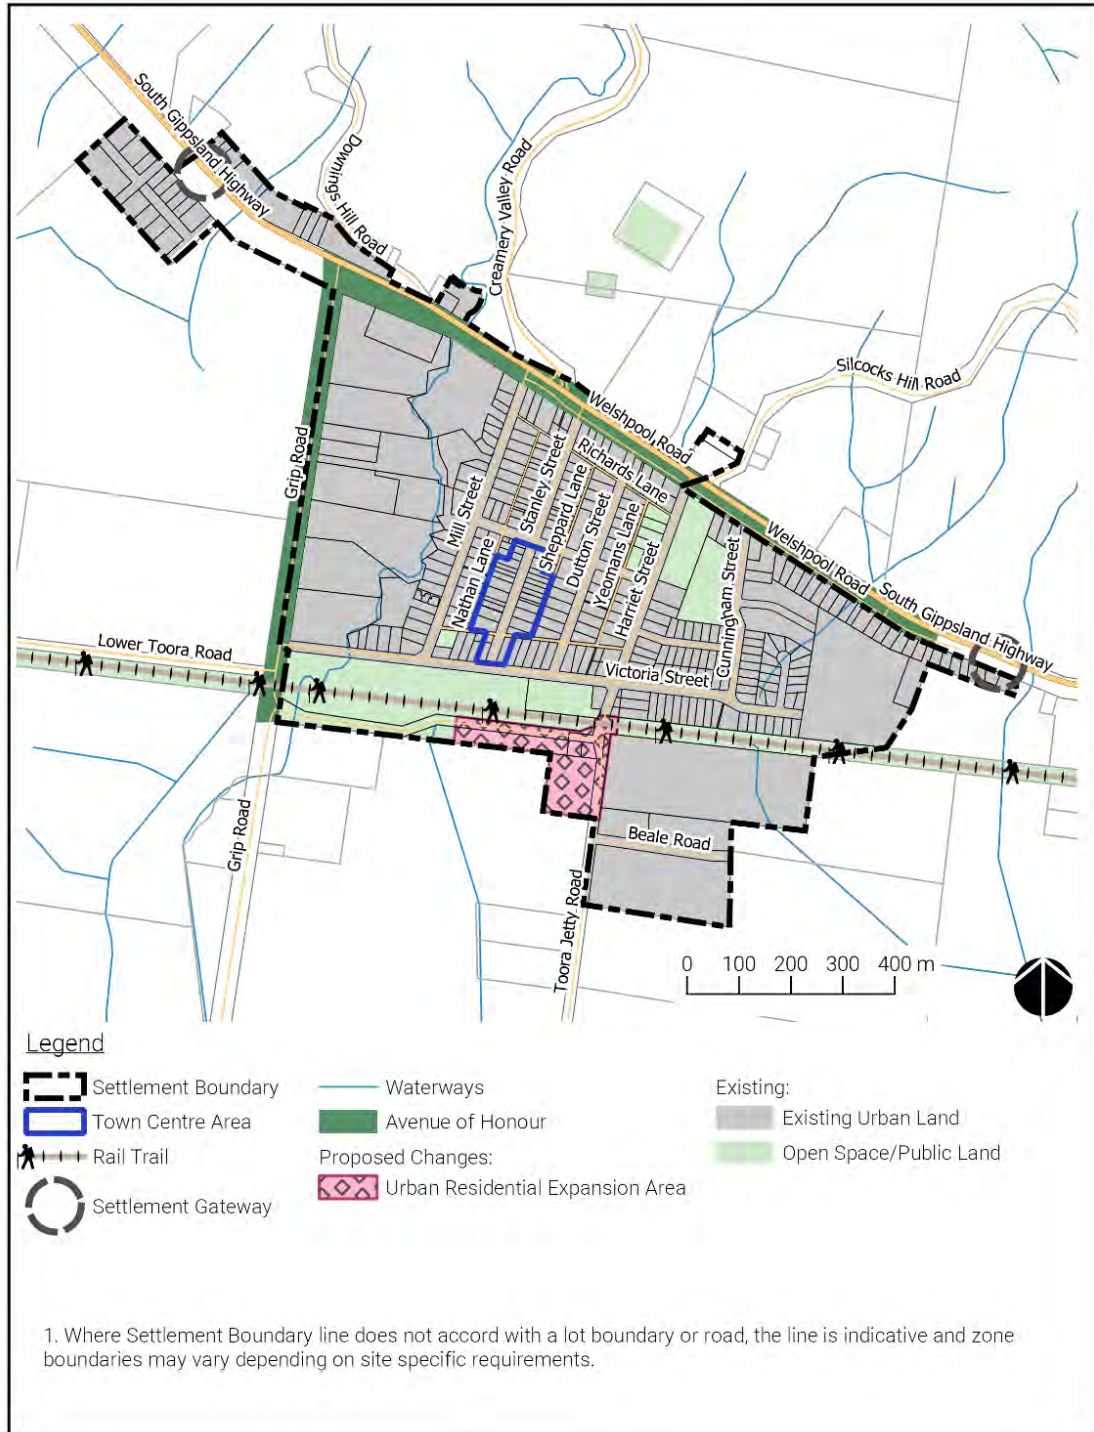 South Gippsland Highway
Downings Hill Road
Creamery Valley Road
Silcocks Hill Road
Welshpool Road
Grip Road
Richards Lane
Stanley Street
Mill Street
Sheppard Lane
Dutton Street
Nathan Lane
Yeomans Lane
Harriet Street
Cunningham Street
Welshpool Road
South Gippsland Highway
Lower Toora Road
Victoria Street
Grip Road
Beale Road
Toora Jetty Road
0 100 200 300 400 m
Legend
Settlement Boundary
Town Centre Area
Rail Trail
Settlement Gateway
Waterways
Avenue of Honour
Proposed Changes:
Urban Residential Expansion Area
Existing:
Existing Urban Land
Open Space/Public Land
1. Where Settlement Boundary line does not accord with a lot boundary or road, the line is indicative and zone
boundaries may vary depending on site specific requirements.